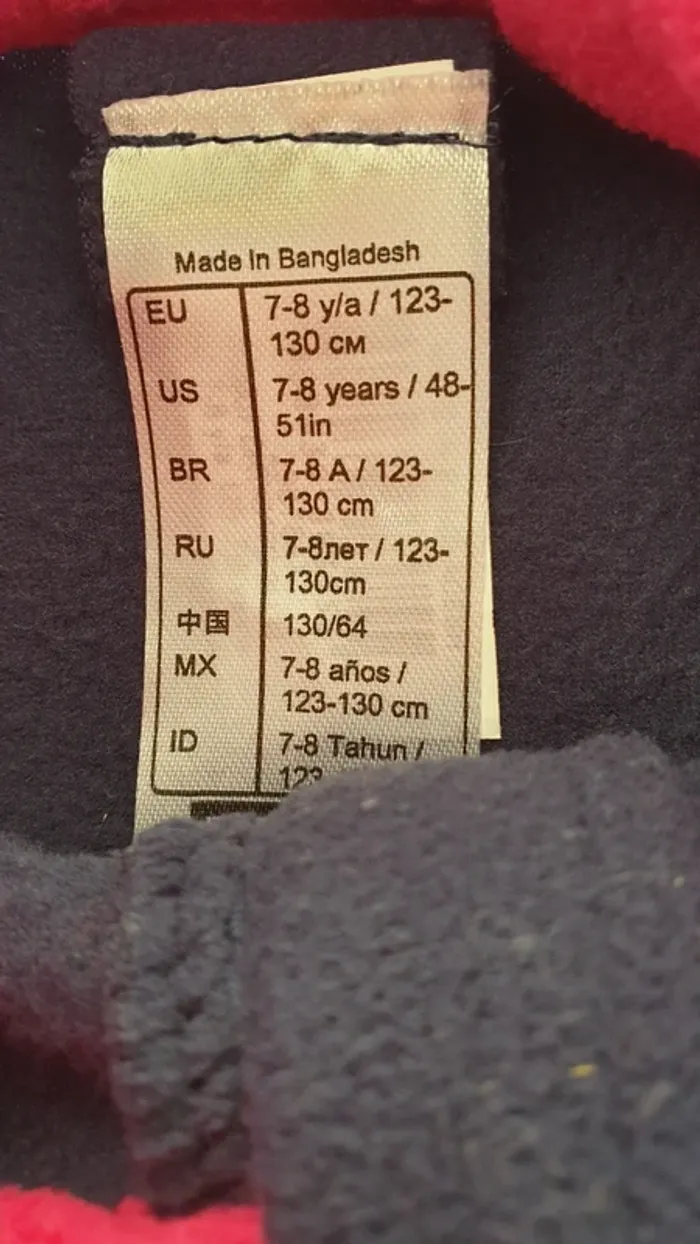 Made In Bangladesh
EU 7-8 y/a / 123-
130 см
US 7-8 years / 48-
51in
BR 7-8 A / 123-
130 cm
RU 7-8лет / 123-
130cm
中国 130/64
MX 7-8 años /
123-130 cm
ID 7-8 Tahun /